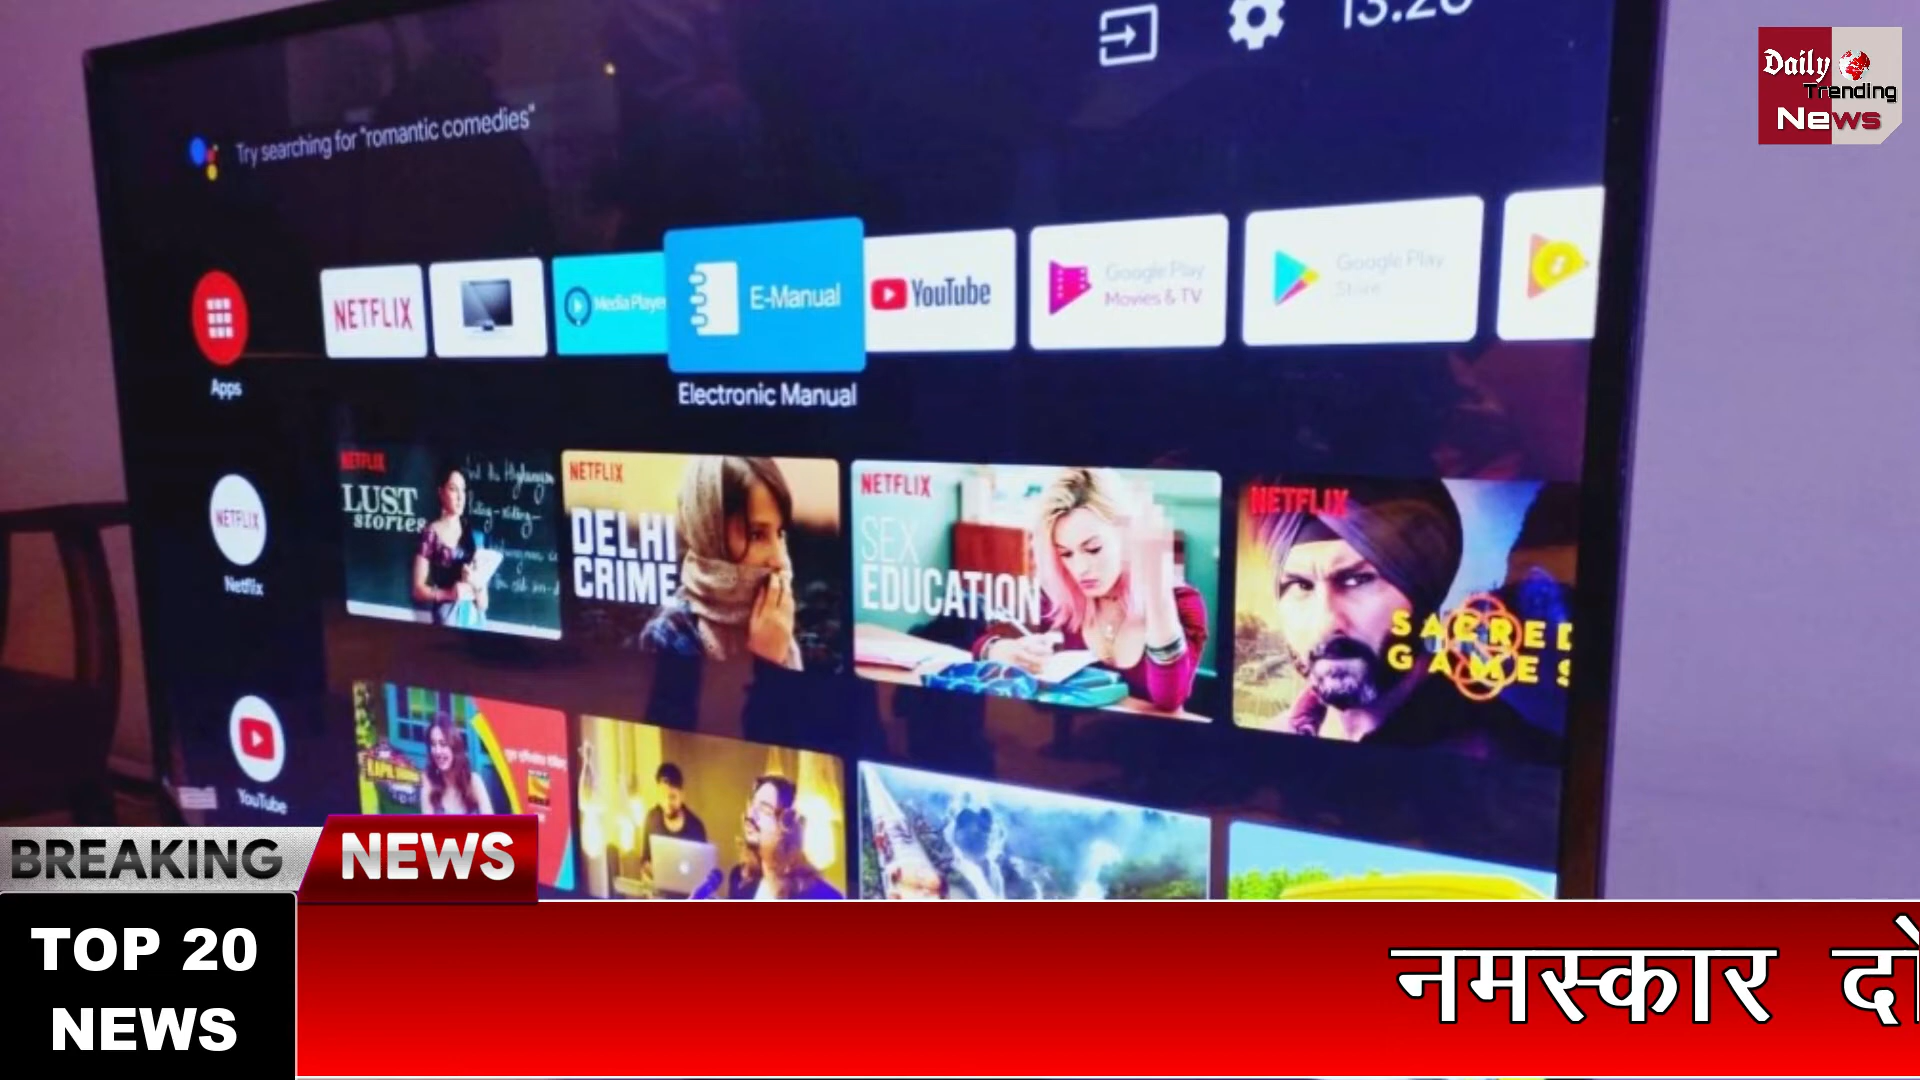 13:20
Daily
Trending
News
Try searching for "romantic comedies"
NETFLIX
Media Player
E-Manual
YouTube
Google Play
Movies & TV
Google Play
Store
Apps
Electronic Manual
NETFLIX
LUST
stories
NETFLIX
DELHI
CRIME
NETFLIX
SEX
EDUCATION
NETFLIX
SACRED
GAMES
NETFLIX
Netflix
YouTube
BREAKING NEWS
TOP 20
NEWS
नमस्कार दो